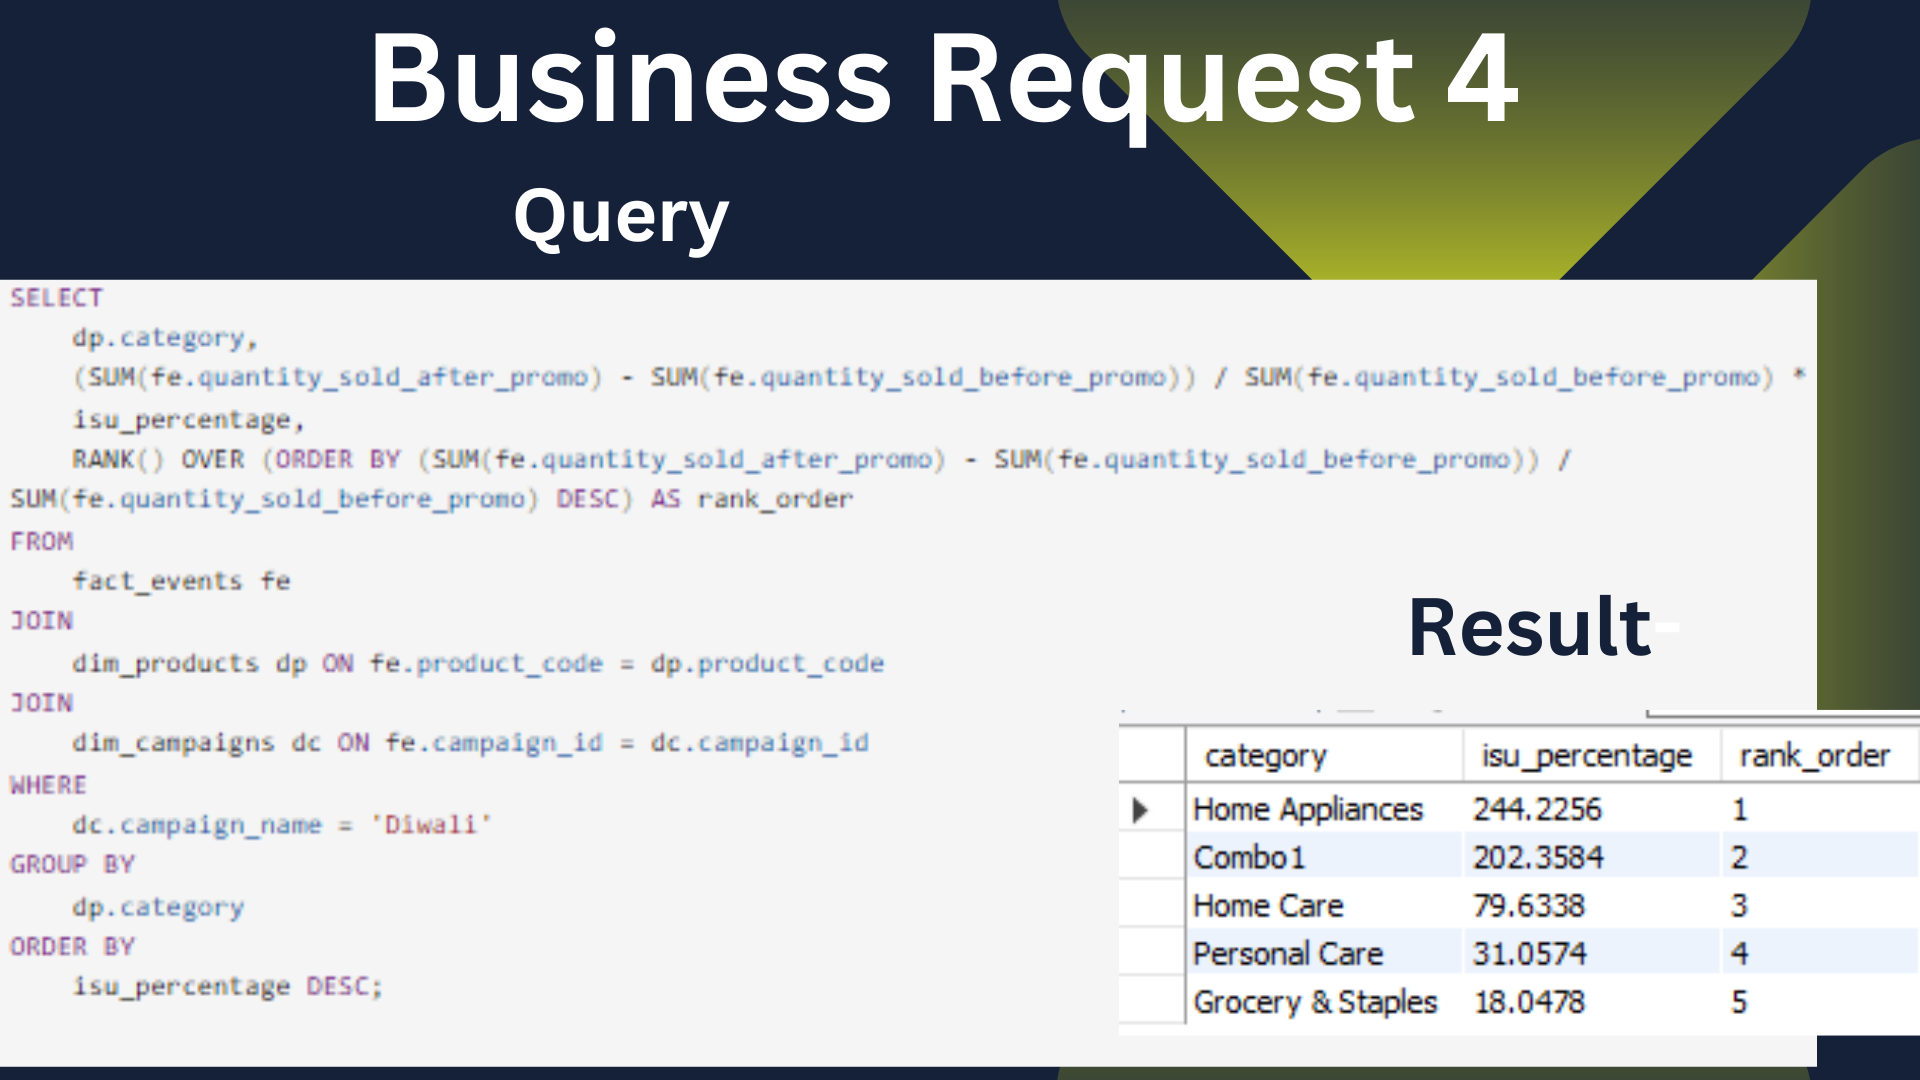 Business Request 4
Query
SELECT
dp.category,
(SUM(fe.quantity_sold_after_promo) - SUM(fe.quantity_sold_before_promo)) / SUM(fe.quantity_sold_before_promo) *
isu_percentage,
RANK() OVER (ORDER BY (SUM(fe.quantity_sold_after_promo) - SUM(fe.quantity_sold_before_promo)) /
SUM(fe.quantity_sold_before_promo) DESC) AS rank_order
FROM
fact_events fe
JOIN
dim_products dp ON fe.product_code = dp.product_code
JOIN
dim_campaigns dc ON fe.campaign_id = dc.campaign_id
WHERE
dc.campaign_name = 'Diwali'
GROUP BY
dp.category
ORDER BY
isu_percentage DESC;
Result-
category isu_percentage rank_order
Home Appliances 244.2256 1
Combo1 202.3584 2
Home Care 79.6338 3
Personal Care 31.0574 4
Grocery & Staples 18.0478 5